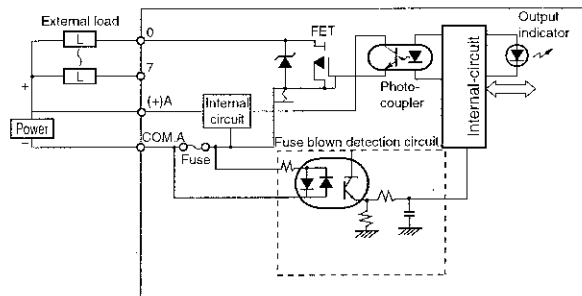 External load
L
L
0
7
(+)A
COM A
+
Power
−
Fuse
Internal
circuit
FET
Photo-
coupler
Internal-circuit
Output
indicator
Fuse blown detection circuit